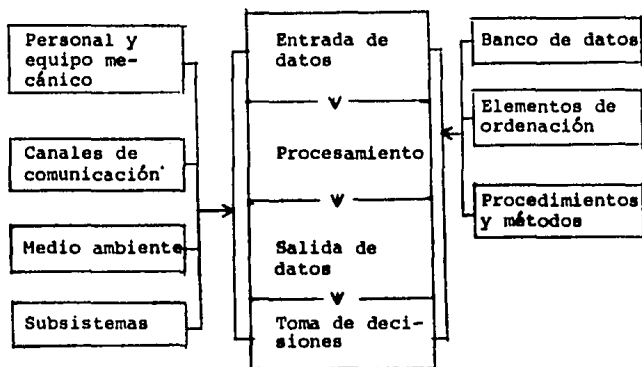 Personal y
equipo me-
cánico
Canales de
comunicación
Medio ambiente
Subsistemas
Entrada de
datos
Procesamiento
Salida de
datos
Toma de deci-
siones
Banco de datos
Elementos de
ordenación
Procedimientos
y métodos